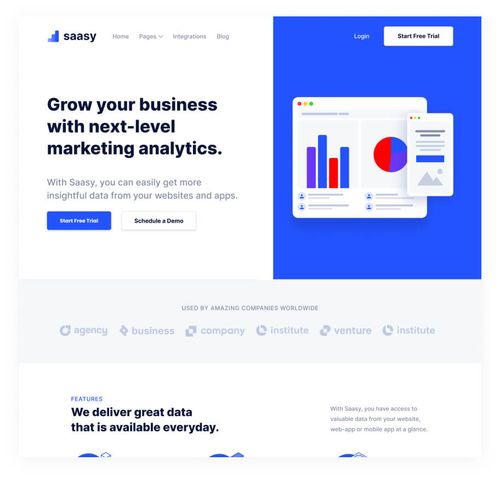 saasy
Home
Pages
Integrations
Blog
Login
Start Free Trial
Grow your business
with next-level
marketing analytics.
With Saasy, you can easily get more
insightful data from your websites and apps.
Start Free Trial
Schedule a Demo
USED BY AMAZING COMPANIES WORLDWIDE
agency
business
company
institute
venture
institute
FEATURES
We deliver great data
that is available everyday.
With Saasy, you have access to
valuable data from your website,
web-app or mobile app at a glance.